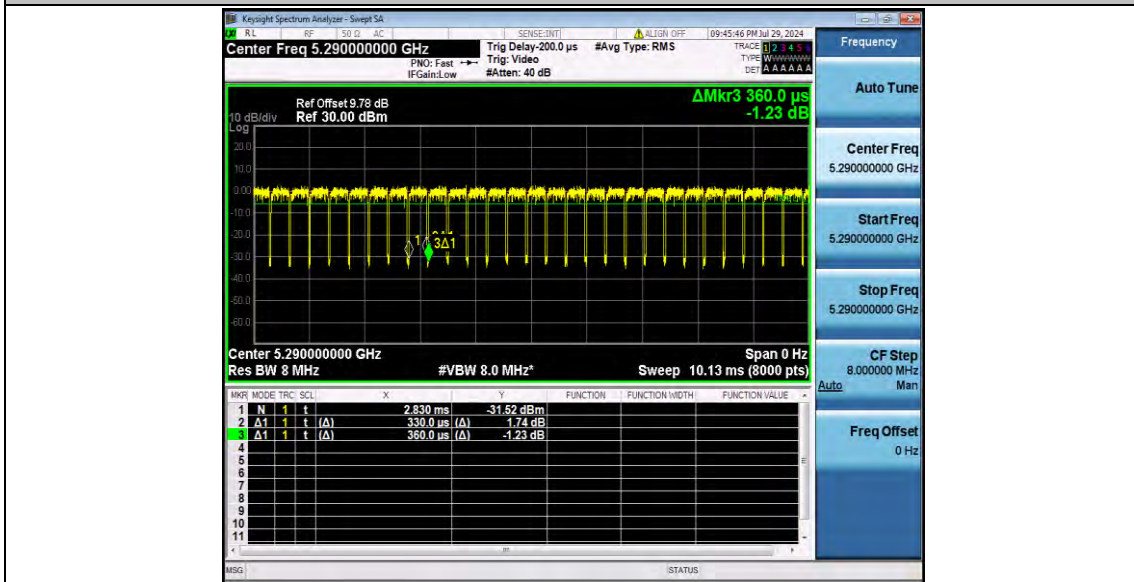 Keysight Spectrum Analyzer - Swept SA
RL RF 50 Ω AC SENSE:INT ALIGN OFF 09:45:46 PM Jul 29, 2024
Center Freq 5.290000000 GHz
PNO: Fast
IFGain:Low
Trig Delay-200.0 µs
Trig: Video
#Atten: 40 dB
#Avg Type: RMS
TRACE 1 2 3 4 5 6
TYPE W
DET A A A A A A
ΔMkr3 360.0 µs
-1.23 dB
Ref Offset 9.78 dB
10 dB/div Ref 30.00 dBm
Log
20.0
10.0
0.00
-10.0
-20.0
-30.0
-40.0
-50.0
-60.0
1
3Δ1
Center 5.290000000 GHz Span 0 Hz
Res BW 8 MHz #VBW 8.0 MHz* Sweep 10.13 ms (8000 pts)
MKR MODE TRC SCL X Y FUNCTION FUNCTION WIDTH FUNCTION VALUE
1 N 1 t 2.830 ms -31.52 dBm
2 Δ1 1 t (Δ) 330.0 µs (Δ) 1.74 dB
3 Δ1 1 t (Δ) 360.0 µs (Δ) -1.23 dB
4
5
6
7
8
9
10
11
MSG STATUS
Frequency
Auto Tune
Center Freq
5.290000000 GHz
Start Freq
5.290000000 GHz
Stop Freq
5.290000000 GHz
CF Step
8.000000 MHz
Auto Man
Freq Offset
0 Hz